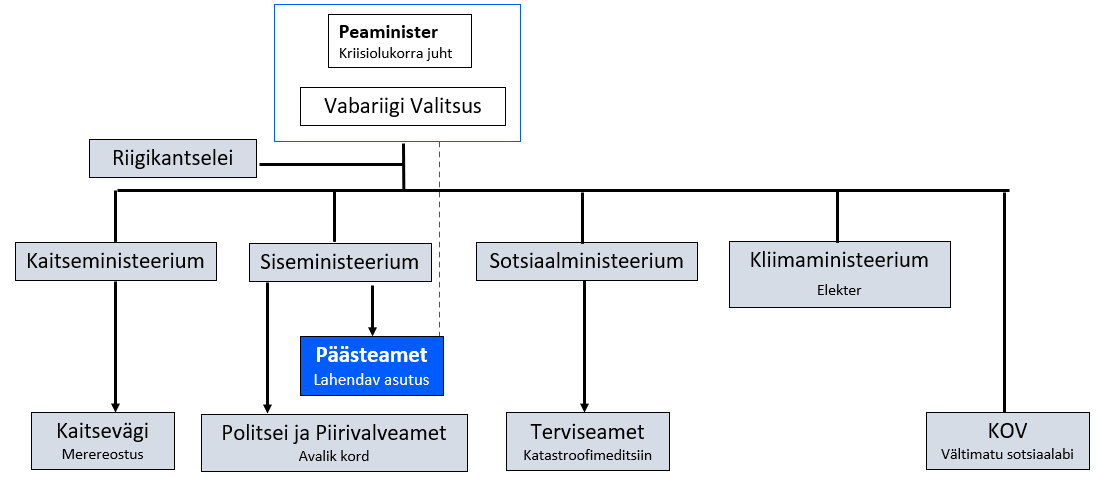 Peaminister
Kriisiolukorra juht
Vabariigi Valitsus
Riigikantselei
Kaitseministeerium
Siseministeerium
Sotsiaalministeerium
Kliimaministeerium
Elekter
Päästeamet
Lahendav asutus
Kaitsevägi
Merereostus
Politsei ja Piirivalveamet
Avalik kord
Terviseamet
Katastroofimeditsiin
KOV
Vältimatu sotsiaalabi